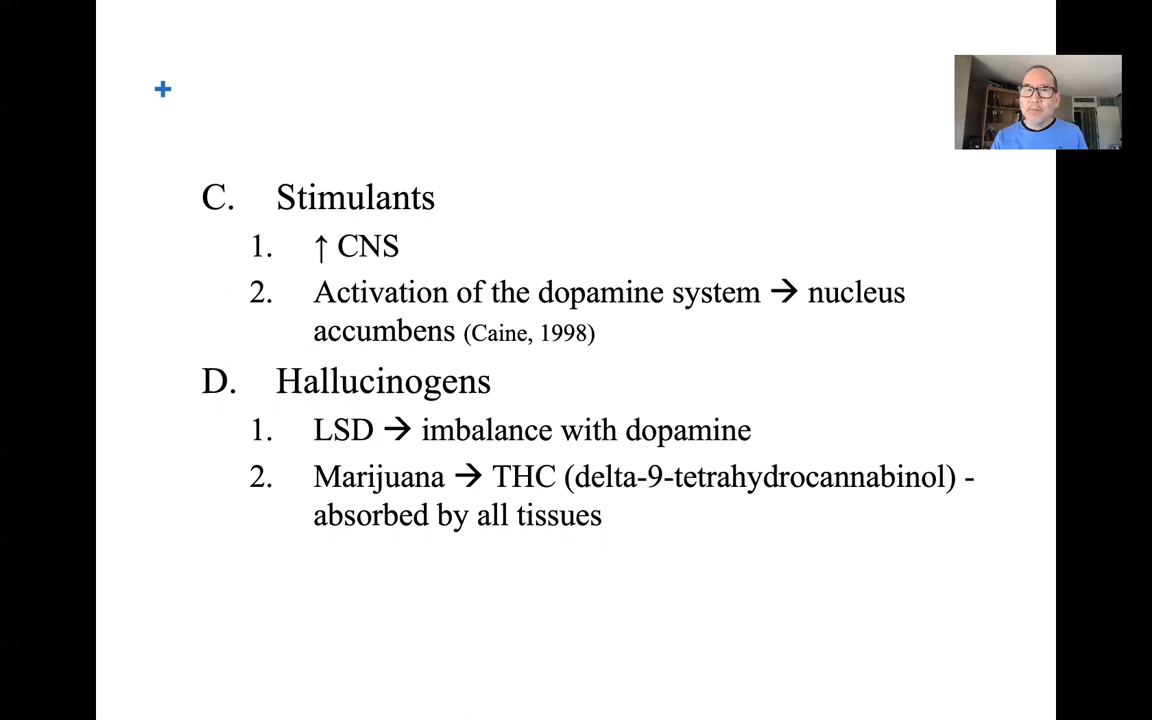 C. Stimulants
1. ↑ CNS
2. Activation of the dopamine system → nucleus
accumbens (Caine, 1998)
D. Hallucinogens
1. LSD → imbalance with dopamine
2. Marijuana → THC (delta-9-tetrahydrocannabinol) -
absorbed by all tissues